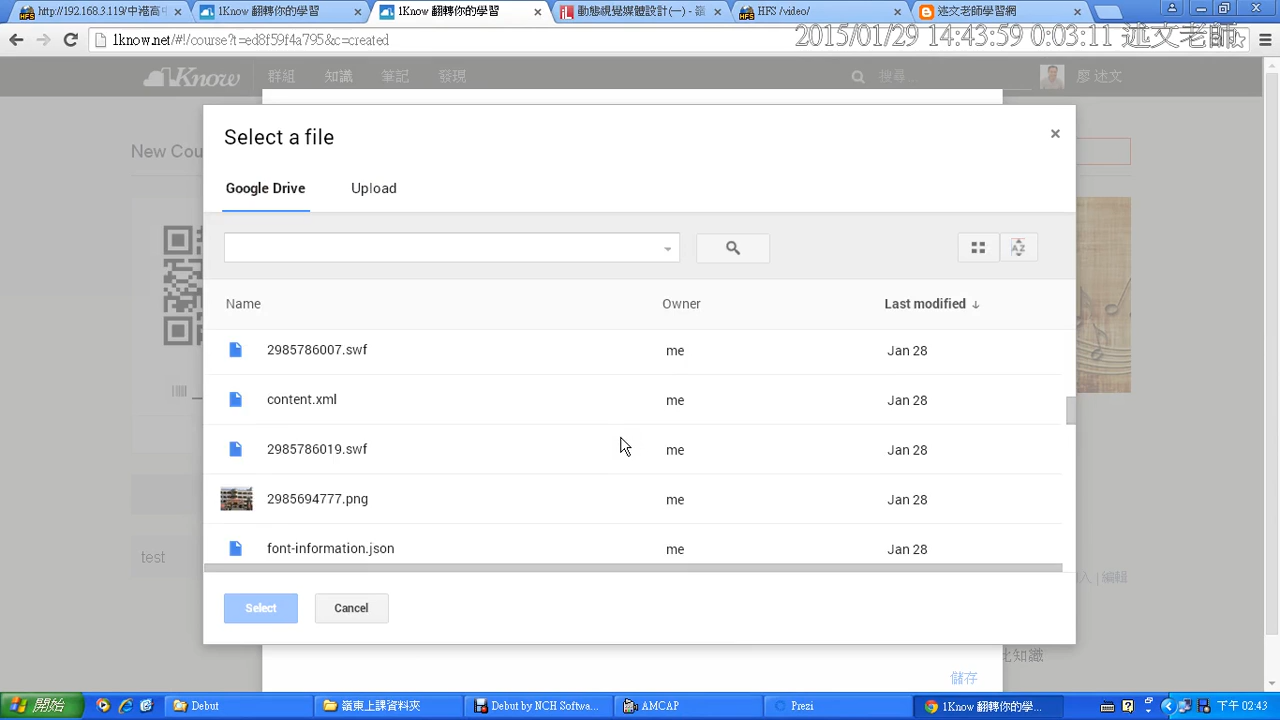 http://192.168.3.119/中福高中
1Know 翻轉你的學習
1Know 翻轉你的學習
動態視覺媒體設計(一) - 嶺
HFS /video/
述文老師學習網
1know.net/#!/course?t=ed8f59f4a795&c=created
2015/01/29 14:43:59 0:03:11 述文老師
1Know
群組
知識
筆記
發現
搜尋...
廖 述文
New Cou
Select a file
Google Drive
Upload
Name
Owner
Last modified
2985786007.swf
me
Jan 28
content.xml
me
Jan 28
2985786019.swf
me
Jan 28
2985694777.png
me
Jan 28
font-information.json
me
Jan 28
test
入 | 編輯
Select
Cancel
此知識
儲存
開始
Debut
嶺東上課資料夾
Debut by NCH Softwa...
AMCAP
Prezi
1Know 翻轉你的學...
下午 02:43